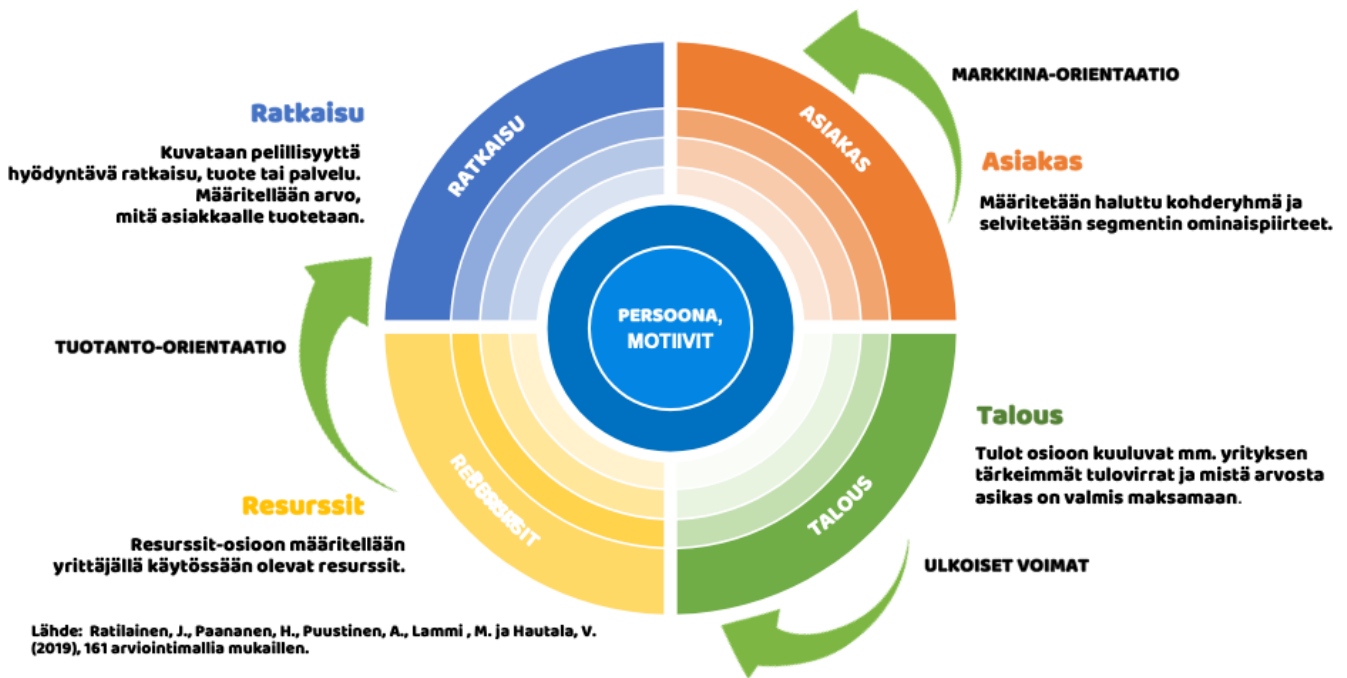 Ratkaisu
Kuvataan pelillisyyttä
hyödyntävä ratkaisu, tuote tai palvelu.
Määritellään arvo,
mitä asiakkaalle tuotetaan.
TUOTANTO-ORIENTAATIO
Resurssit
Resurssit-osioon määritellään
yrittäjällä käytössään olevat resurssit.
RATKAISU
ASIAKAS
PERSOONA,
MOTIIVIT
TALOUS
MARKKINA-ORIENTAATIO
Asiakas
Määritetään haluttu kohderyhmä ja
selvitetään segmentin ominaispiirteet.
Talous
Tulot osioon kuuluvat mm. yrityksen
tärkeimmät tulovirrat ja mistä arvosta
asikas on valmis maksamaan.
ULKOISET VOIMAT
Lähde: Ratilainen, J., Paananen, H., Puustinen, A., Lammi , M. ja Hautala, V.
(2019), 161 arviointimallia mukaillen.